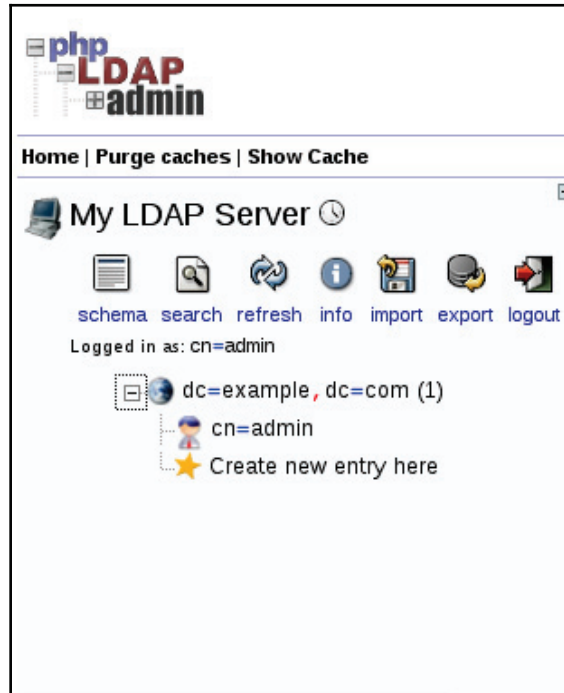 php
LDAP
admin
Home | Purge caches | Show Cache
My LDAP Server
schema search refresh info import export logout
Logged in as: cn=admin
dc=example, dc=com (1)
cn=admin
Create new entry here